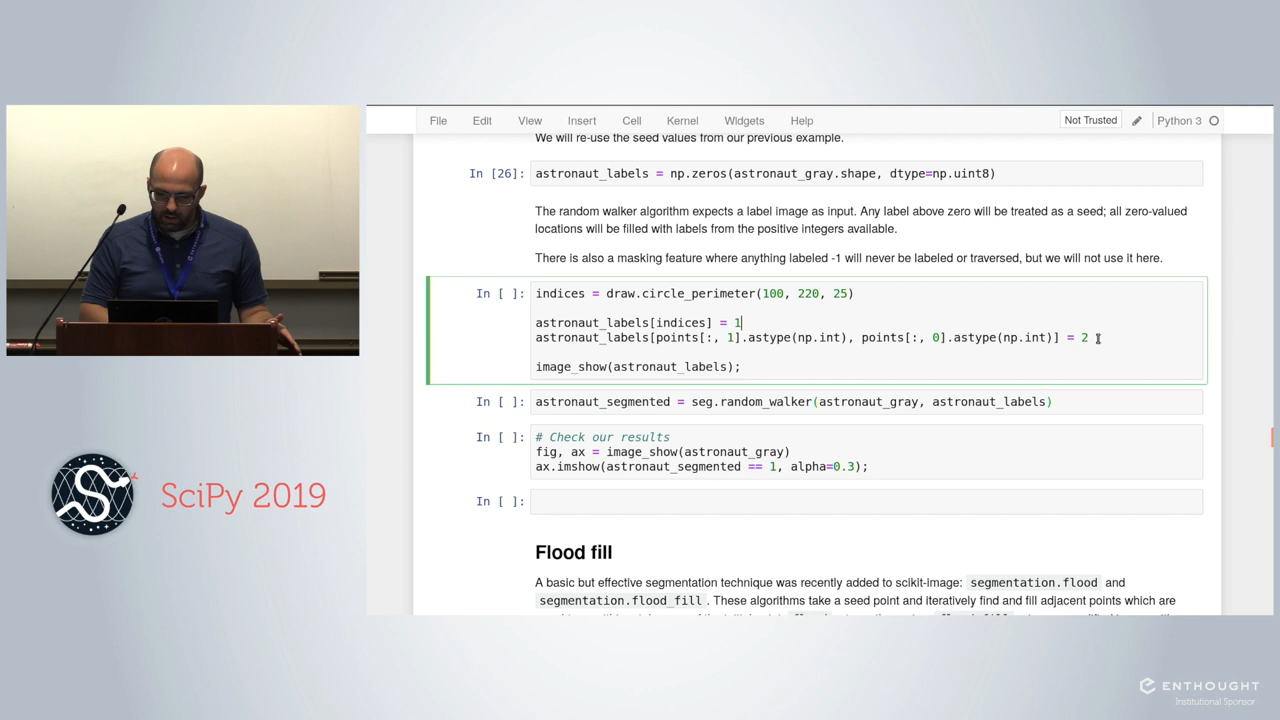 File Edit View Insert Cell Kernel Widgets Help Not Trusted Python 3
We will re-use the seed values from our previous example.
In [26]: astronaut_labels = np.zeros(astronaut_gray.shape, dtype=np.uint8)
The random walker algorithm expects a label image as input. Any label above zero will be treated as a seed; all zero-valued
locations will be filled with labels from the positive integers available.
There is also a masking feature where anything labeled -1 will never be labeled or traversed, but we will not use it here.
In [ ]: indices = draw.circle_perimeter(100, 220, 25)
astronaut_labels[indices] = 1
astronaut_labels[points[:, 1].astype(np.int), points[:, 0].astype(np.int)] = 2
image_show(astronaut_labels);
In [ ]: astronaut_segmented = seg.random_walker(astronaut_gray, astronaut_labels)
In [ ]: # Check our results
fig, ax = image_show(astronaut_gray)
ax.imshow(astronaut_segmented == 1, alpha=0.3);
In [ ]:
Flood fill
A basic but effective segmentation technique was recently added to scikit-image: segmentation.flood and
segmentation.flood_fill. These algorithms take a seed point and iteratively find and fill adjacent points which are
SciPy 2019
ENTHOUGHT
Institutional Sponsor